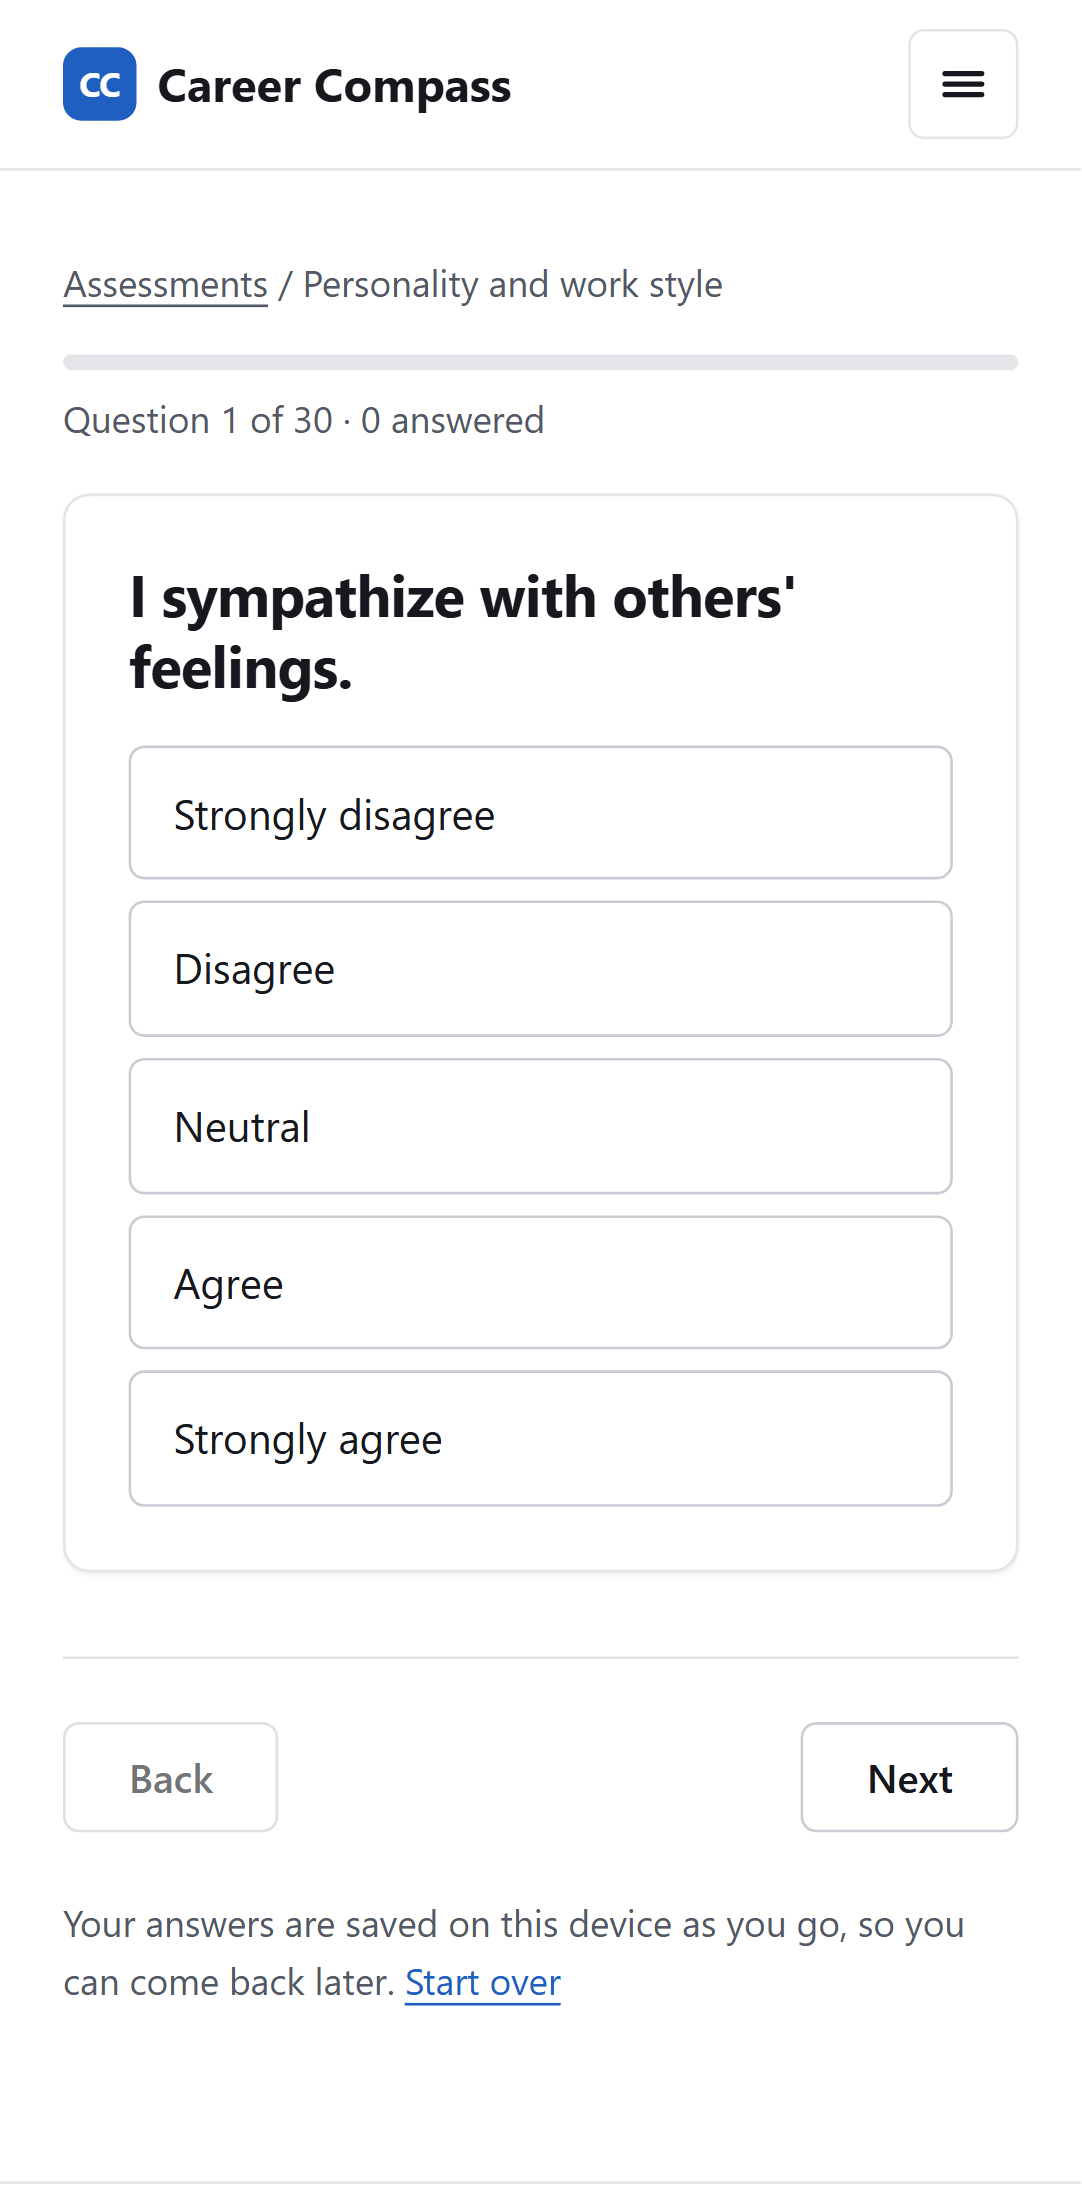 CC Career Compass
Assessments / Personality and work style
Question 1 of 30 · 0 answered
I sympathize with others'
feelings.
Strongly disagree
Disagree
Neutral
Agree
Strongly agree
Back Next
Your answers are saved on this device as you go, so you
can come back later. Start over